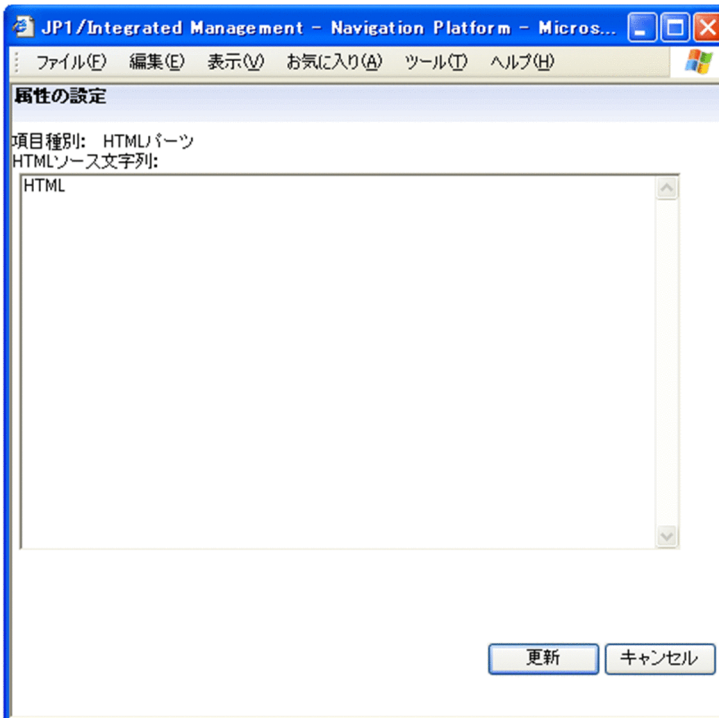 JP1/Integrated Management - Navigation Platform - Micros...
ファイル(F) 編集(E) 表示(V) お気に入り(A) ツール(T) ヘルプ(H)
属性の設定
項目種別: HTMLパーツ
HTMLソース文字列:
HTML
更新 キャンセル